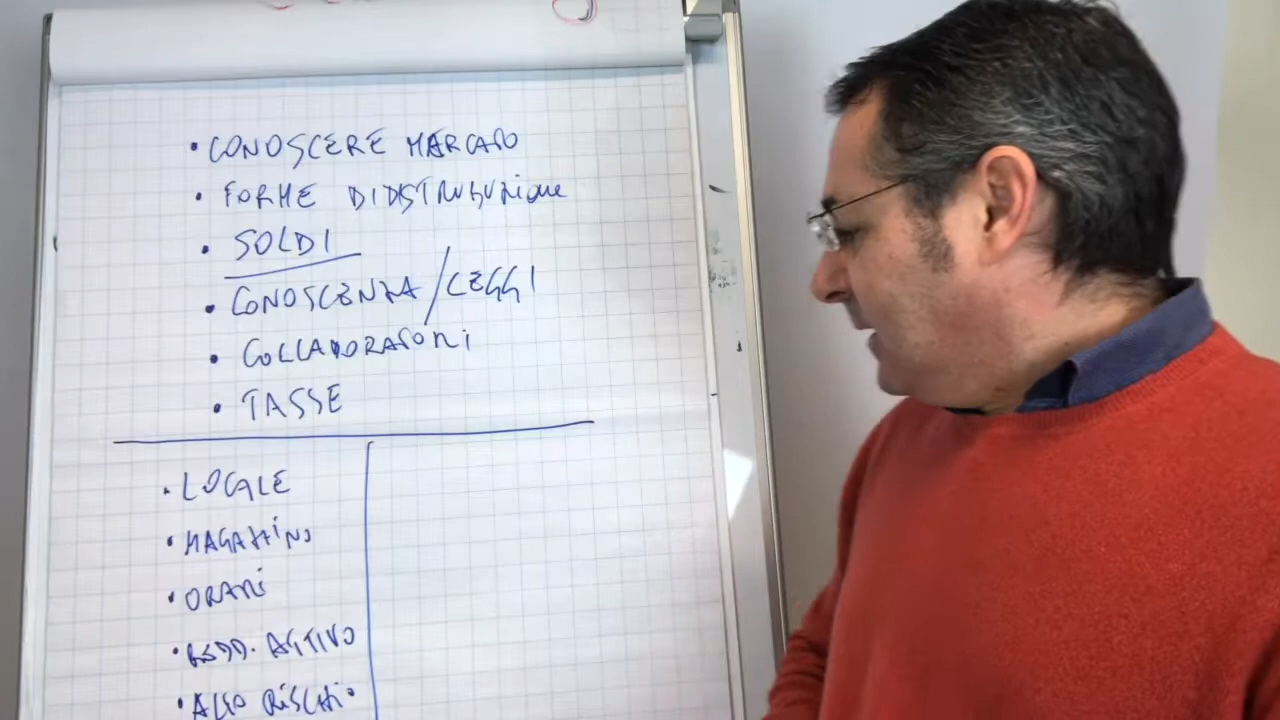 • CONOSCERE MERCATO
• FORME DI DISTRIBUZIONE
• SOLDI
• CONOSCENZA / LEGGI
• COLLABORATORI
• TASSE
• LOCALE
• MAGAZZINO
• ORARI
• REDD. ATTIVO
• ALTO RISCHIO